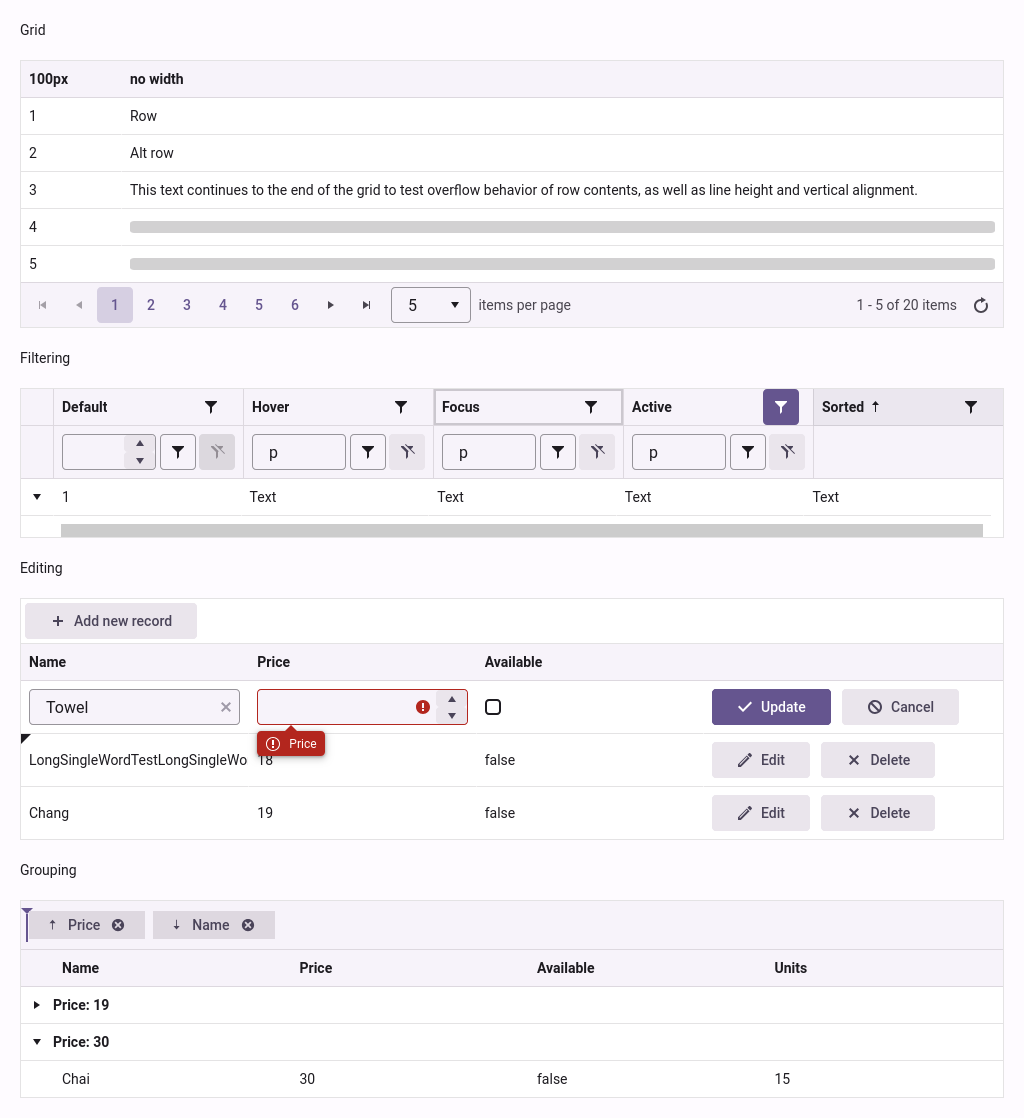 Grid
100px no width
1 Row
2 Alt row
3 This text continues to the end of the grid to test overflow behavior of row contents, as well as line height and vertical alignment.
4
5
1 2 3 4 5 6 5 items per page 1 - 5 of 20 items
Filtering
Default Hover Focus Active Sorted
p p p
1 Text Text Text Text
Editing
Add new record
Name Price Available
Towel Update Cancel
Price
LongSingleWordTestLongSingleWo 18 false Edit Delete
Chang 19 false Edit Delete
Grouping
Price Name
Name Price Available Units
Price: 19
Price: 30
Chai 30 false 15